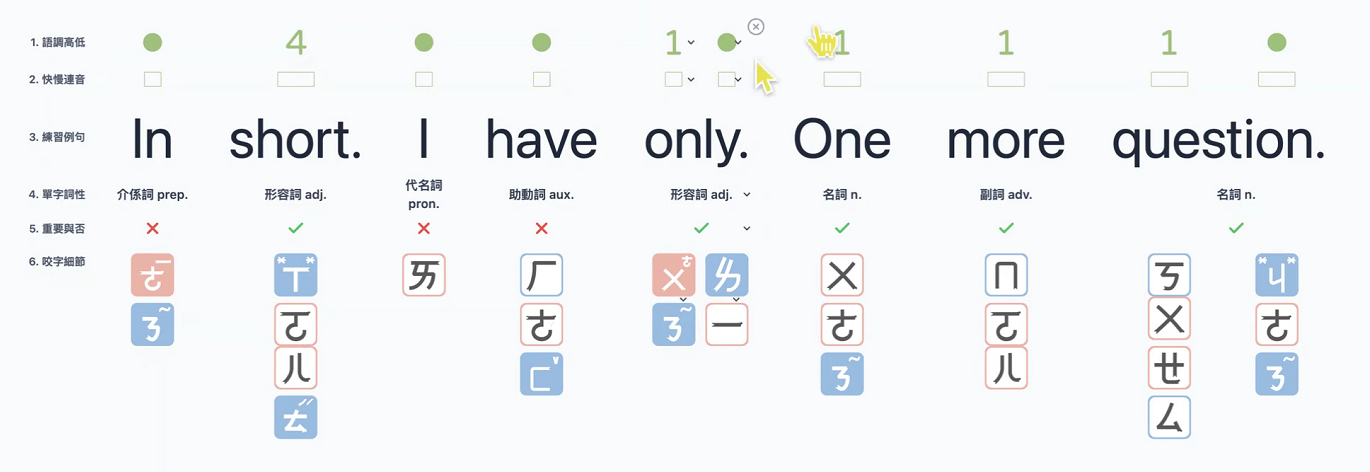 1. 語調高低 4 1 1 1 1
2. 快慢連音
3. 練習例句 In short. I have only. One more question.
4. 單字詞性 介係詞 prep. 形容詞 adj. 代名詞 pron. 助動詞 aux. 形容詞 adj. 名詞 n. 副詞 adv. 名詞 n.
5. 重要與否
6. 咬字細節 ㄜ ㄒ ㄞ ㄏ ㄨㄜ ㄌ ㄨ ㄇ ㄎ ㄐ
ㄋ ㄛ ㄜ ㄋ ㄧ ㄜ ㄛ ㄨ ㄜ
ㄦ ㄈ ㄋ ㄦ ㄝ ㄋ
ㄊ ㄙ